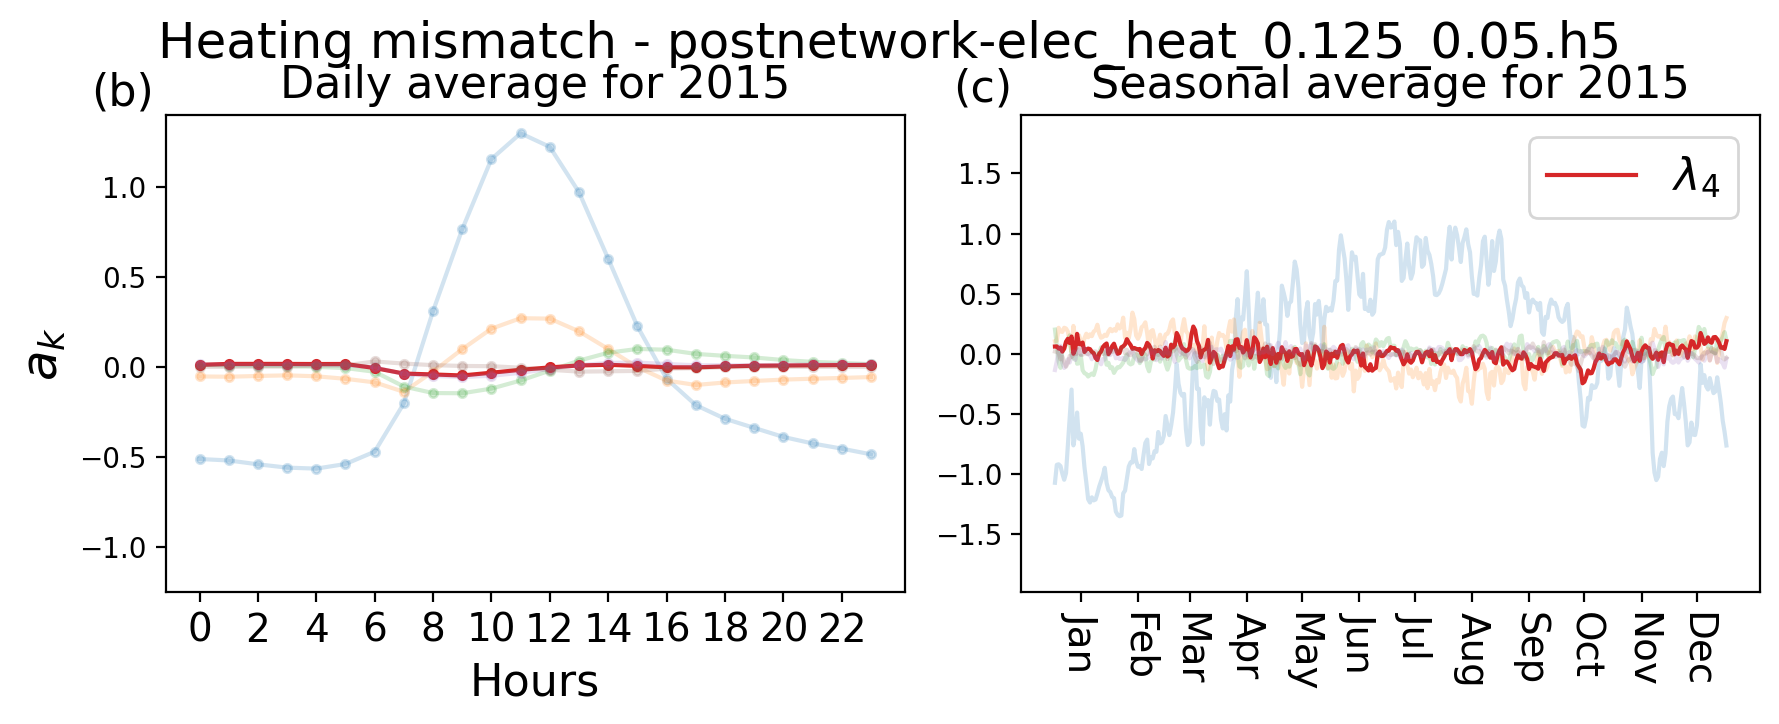 Heating mismatch - postnetwork-elec_heat_0.125_0.05.h5
(b) Daily average for 2015
1.0
0.5
0.0
−0.5
−1.0
a_k
0 2 4 6 8 10 12 14 16 18 20 22
Hours
(c) Seasonal average for 2015
λ_4
1.5
1.0
0.5
0.0
−0.5
−1.0
−1.5
Jan Feb Mar Apr May Jun Jul Aug Sep Oct Nov Dec